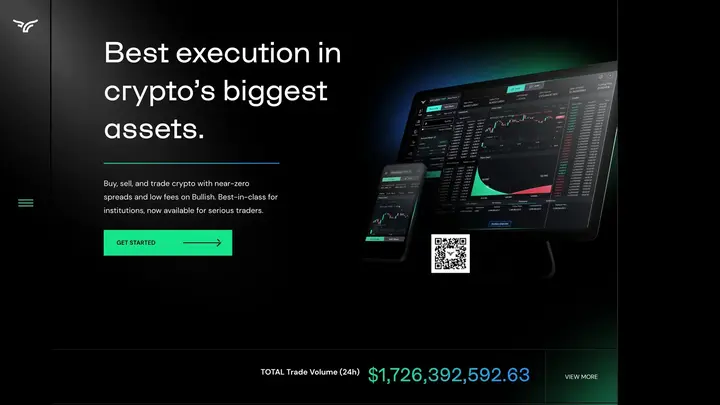 Best execution in
crypto's biggest
assets.
Buy, sell, and trade crypto with near-zero
spreads and low fees on Bullish. Best-in-class for
institutions, now available for serious traders.
GET STARTED
TOTAL Trade Volume (24h) $1,726,392,592.63
VIEW MORE